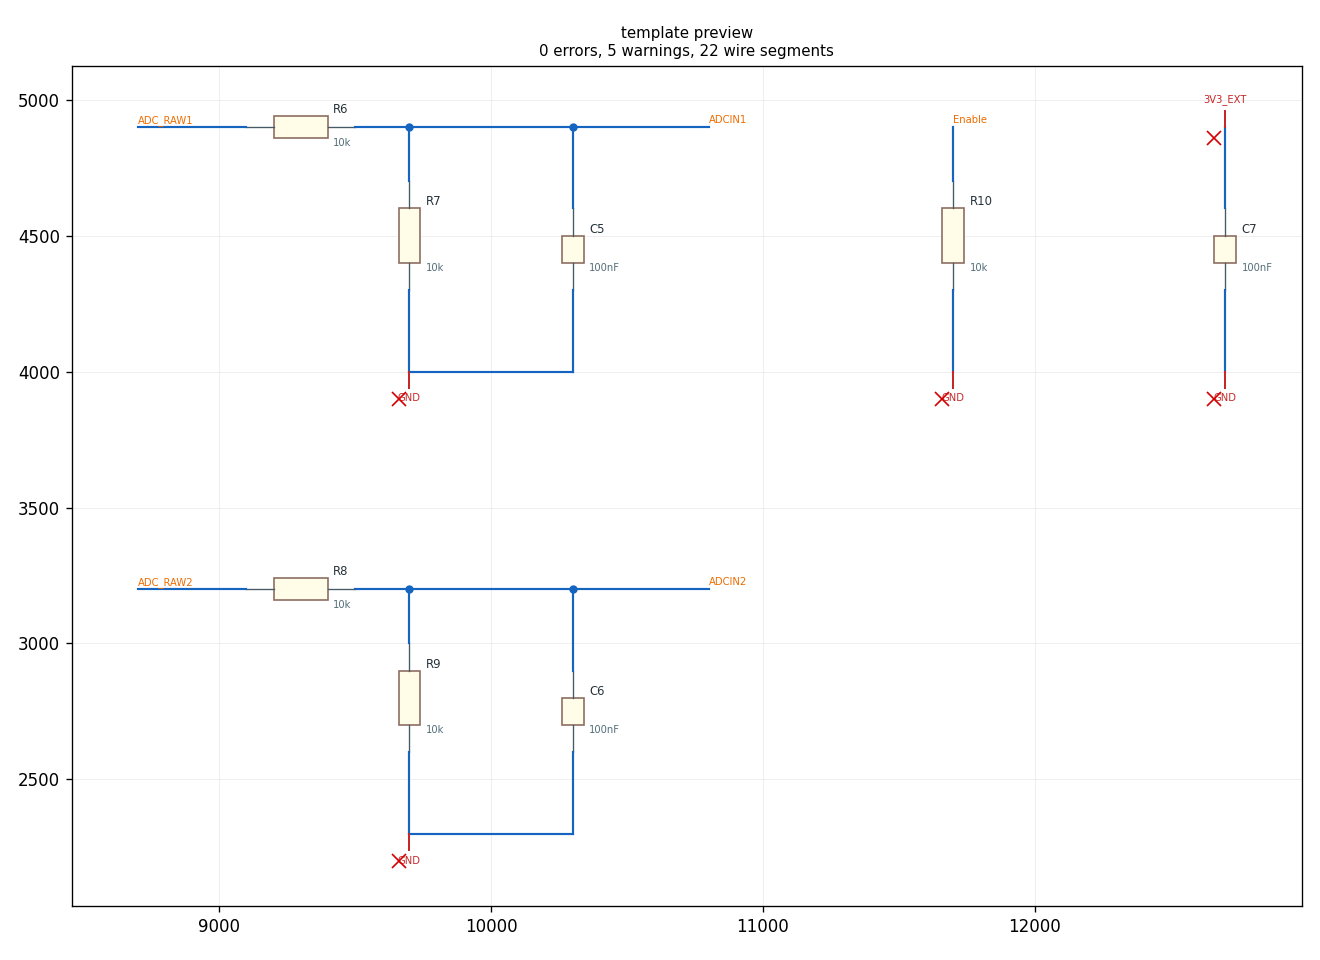 template preview
0 errors, 5 warnings, 22 wire segments
5000
4500
4000
3500
3000
2500
9000
10000
11000
12000
ADC_RAW1
R6
10k
ADCIN1
Enable
3V3_EXT
R7
10k
C5
100nF
R10
10k
C7
100nF
GND
GND
GND
ADC_RAW2
R8
10k
ADCIN2
R9
10k
C6
100nF
GND